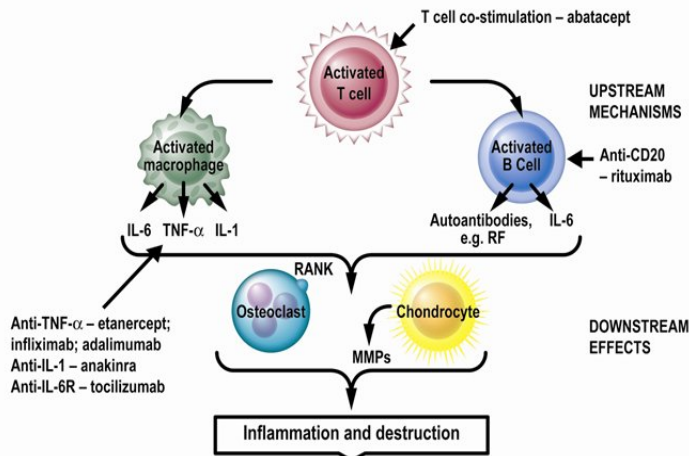 T cell co-stimulation – abatacept
Activated
T cell
UPSTREAM
MECHANISMS
Activated
macrophage
Activated
B Cell
Anti-CD20
– rituximab
IL-6 TNF-α IL-1
Autoantibodies,
e.g. RF
IL-6
RANK
Osteoclast
Chondrocyte
Anti-TNF-α – etanercept;
infliximab; adalimumab
Anti-IL-1 – anakinra
Anti-IL-6R – tocilizumab
MMPs
DOWNSTREAM
EFFECTS
Inflammation and destruction